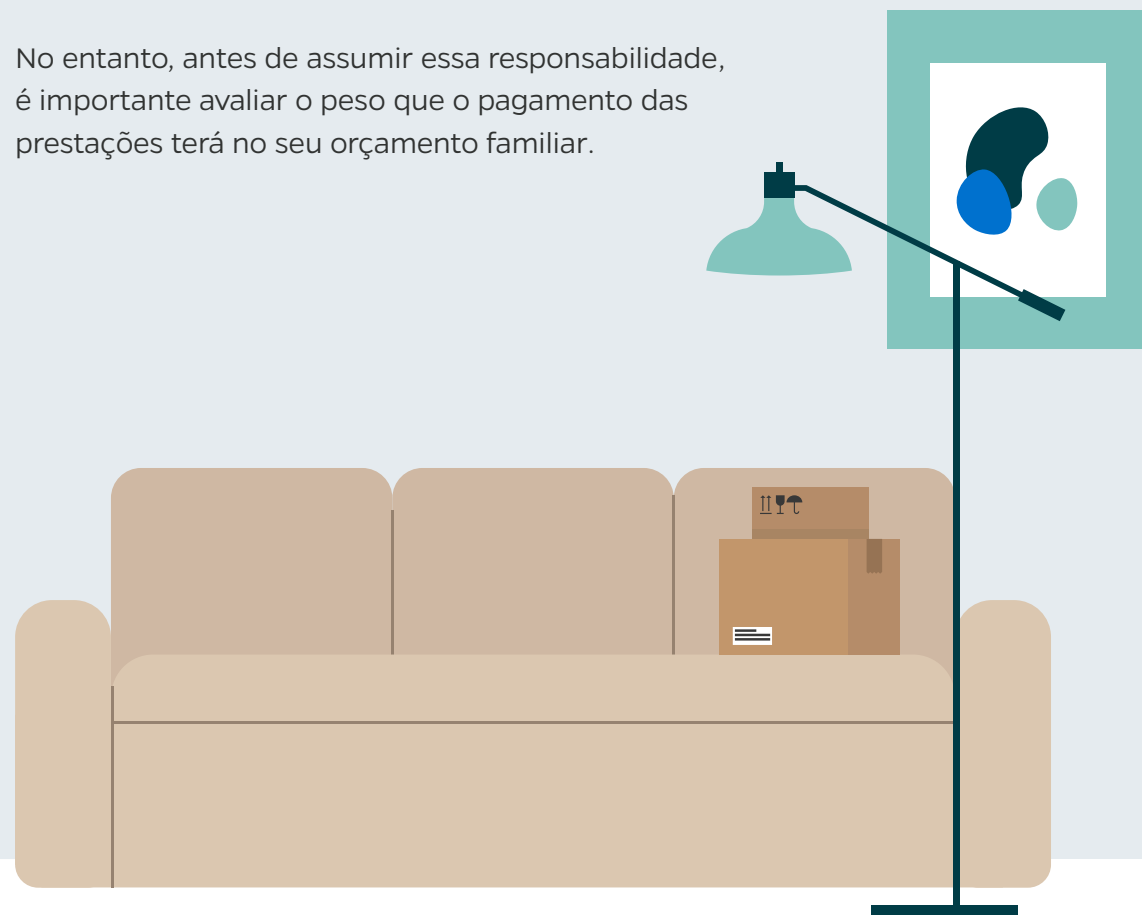 No entanto, antes de assumir essa responsabilidade,
é importante avaliar o peso que o pagamento das
prestações terá no seu orçamento familiar.